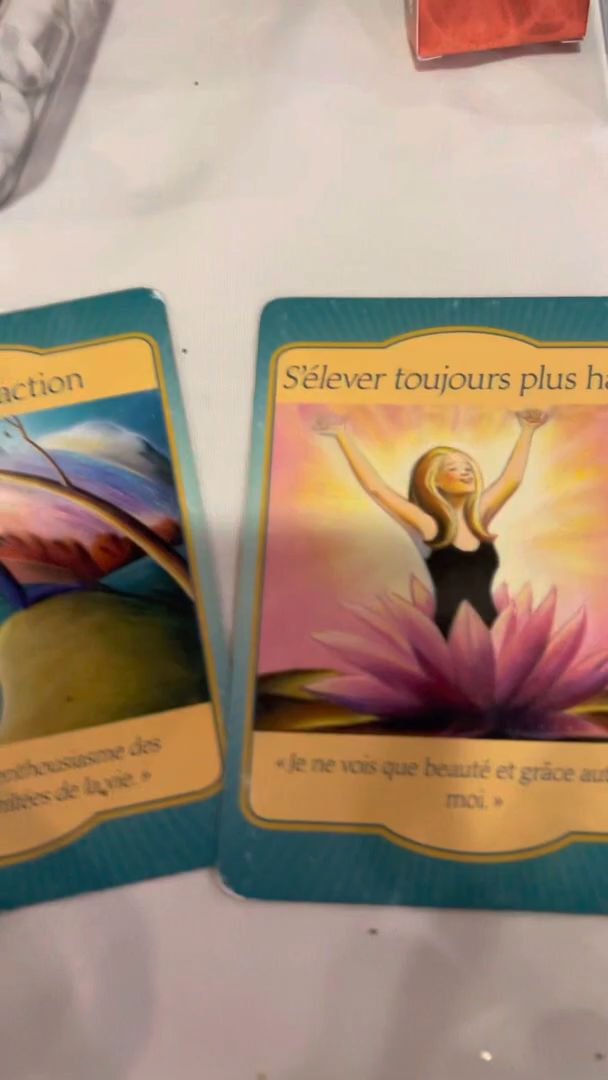 action
enthousiasme des
de la vie. »
S'élever toujours plus ha
« Je ne vois que beauté et grâce aut
moi. »